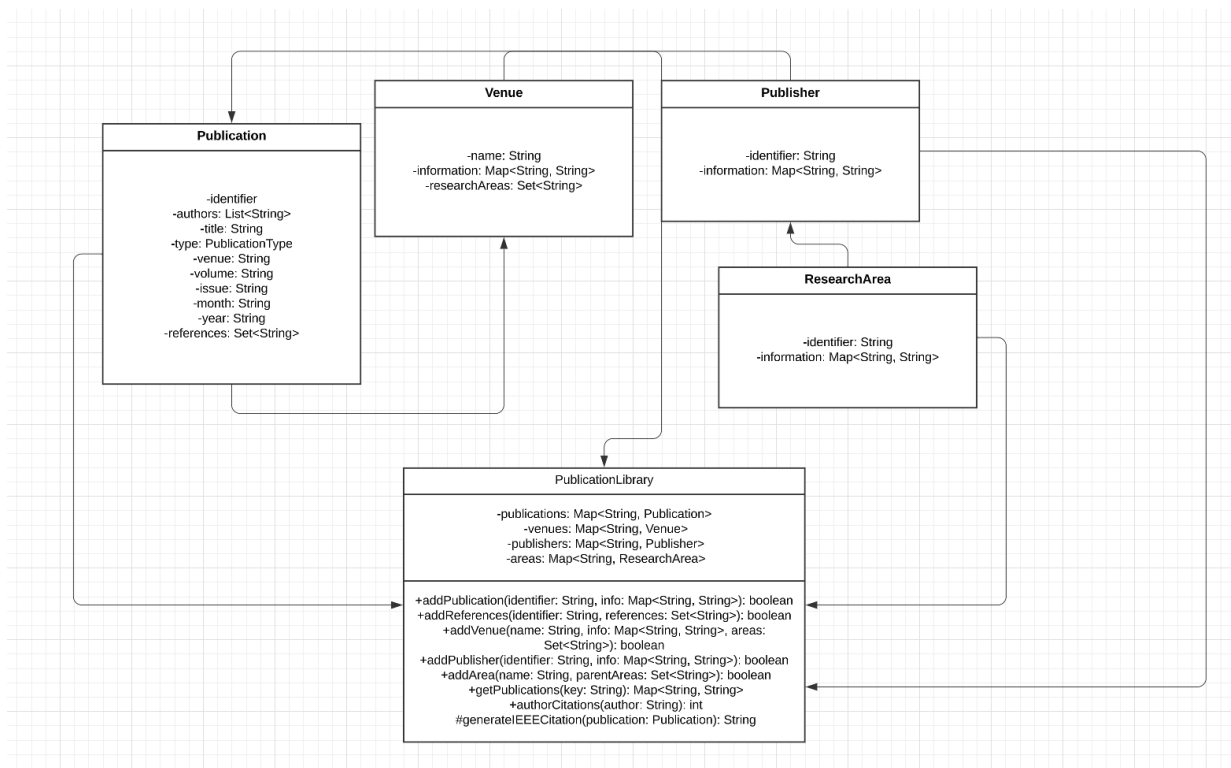 Venue
-name: String
-information: Map<String, String>
-researchAreas: Set<String>
Publisher
-identifier: String
-information: Map<String, String>
Publication
-identifier
-authors: List<String>
-title: String
-type: PublicationType
-venue: String
-volume: String
-issue: String
-month: String
-year: String
-references: Set<String>
ResearchArea
-identifier: String
-information: Map<String, String>
PublicationLibrary
-publications: Map<String, Publication>
-venues: Map<String, Venue>
-publishers: Map<String, Publisher>
-areas: Map<String, ResearchArea>
+addPublication(identifier: String, info: Map<String, String>): boolean
+addReferences(identifier: String, references: Set<String>): boolean
+addVenue(name: String, info: Map<String, String>, areas:
Set<String>): boolean
+addPublisher(identifier: String, info: Map<String, String>): boolean
+addArea(name: String, parentAreas: Set<String>): boolean
+getPublications(key: String): Map<String, String>
+authorCitations(author: String): int
#generateIEEECitation(publication: Publication): String